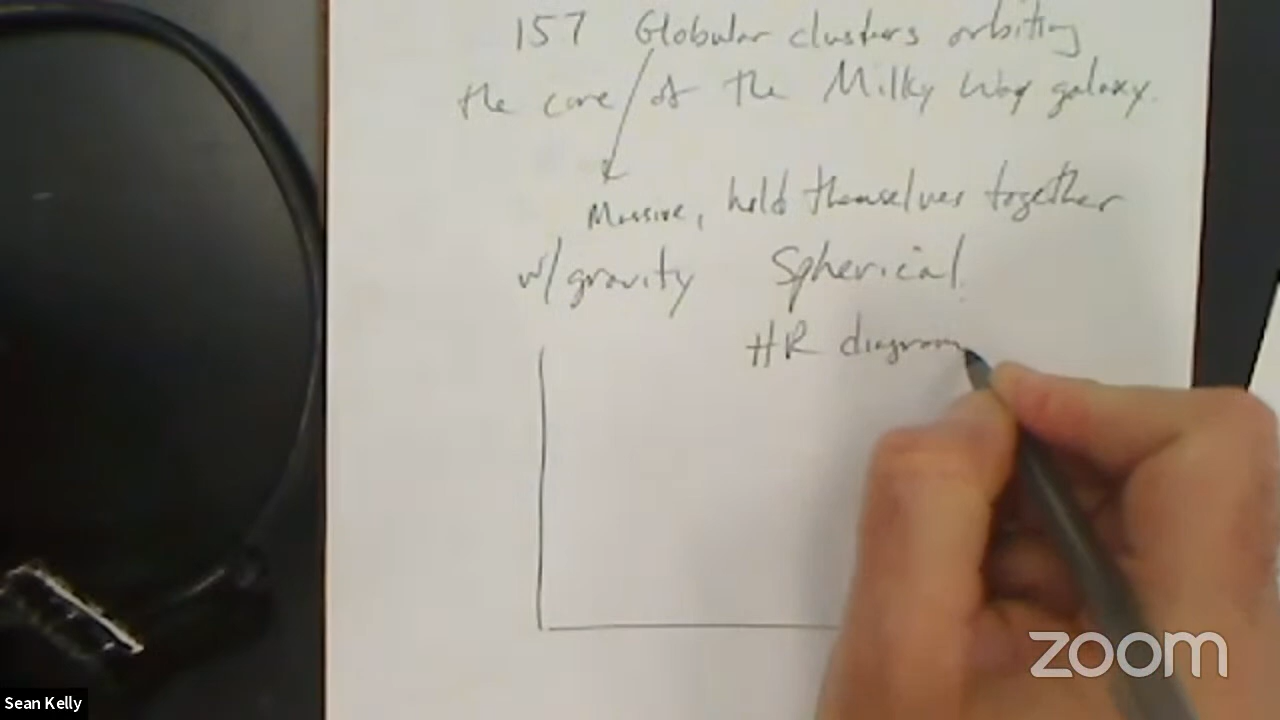 157 Globular clusters orbiting
the core of the Milky Way galaxy.
Massive, hold themselves together
w/gravity Spherical.
HR diagram
zoom
Sean Kelly